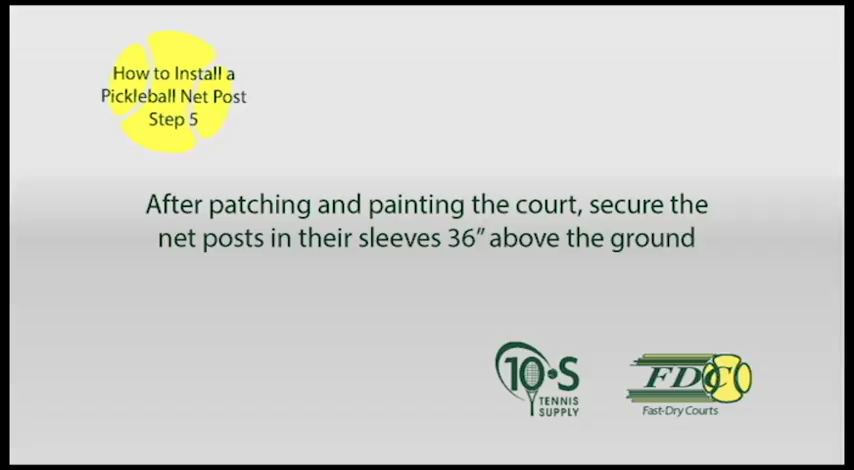 How to Install a
Pickleball Net Post
Step 5
After patching and painting the court, secure the
net posts in their sleeves 36” above the ground
10•S
TENNIS
SUPPLY
FDC
Fast-Dry Courts